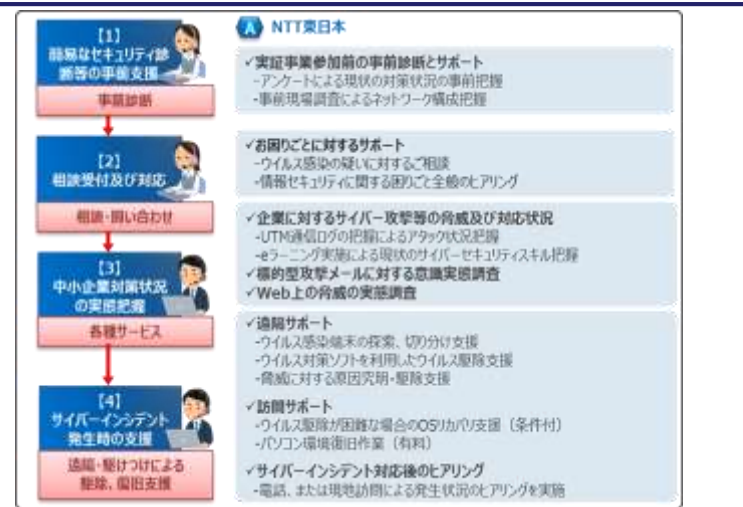 【1】
簡易なセキュリティ診
断等の事前支援
事前診断
【2】
相談受付及び対応
相談・問い合わせ
【3】
中小企業対策状況
の実態把握
各種サービス
【4】
サイバーインシデント
発生時の支援
遠隔・駆けつけによる
駆除、復旧支援
A NTT東日本
✓実証事業参加前の事前診断とサポート
-アンケートによる現状の対策状況の事前把握
-事前現場調査によるネットワーク構成把握
✓お困りごとに対するサポート
-ウイルス感染の疑いに対するご相談
-情報セキュリティに関する困りごと全般のヒアリング
✓企業に対するサイバー攻撃等の脅威及び対応状況
-UTM通信ログの把握によるアタック状況把握
-eラーニング実施による現状のサイバーセキュリティスキル把握
✓標的型攻撃メールに対する意識実態調査
✓Web上の脅威の実態調査
✓遠隔サポート
-ウイルス感染端末の探索、切り分け支援
-ウイルス対策ソフトを利用したウイルス駆除支援
-脅威に対する原因究明・駆除支援
✓訪問サポート
-ウイルス駆除が困難な場合のOSリカバリ支援（条件付）
-パソコン環境復旧作業（有料）
✓サイバーインシデント対応後のヒアリング
-電話、または現地訪問による発生状況のヒアリングを実施